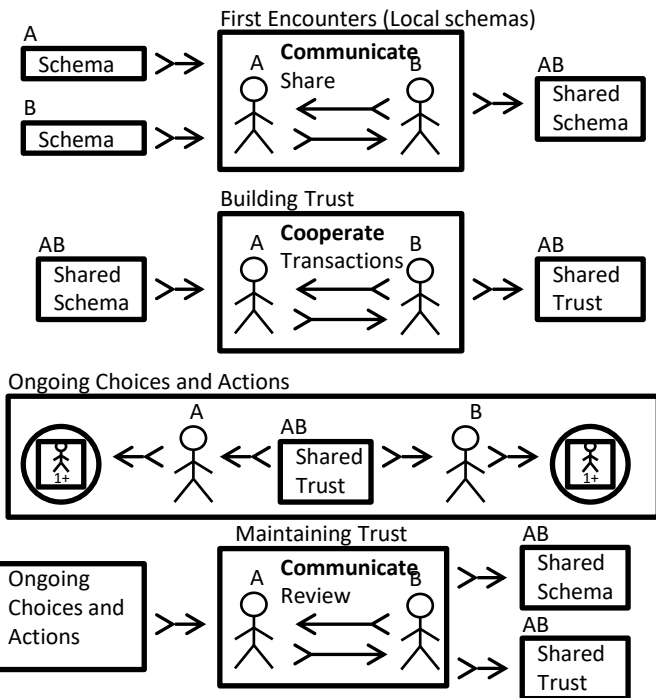 First Encounters (Local schemas)
A
Schema
B
Schema
Communicate
A
B
Share
AB
Shared
Schema
Building Trust
AB
Shared
Schema
Cooperate
A
B
Transactions
AB
Shared
Trust
Ongoing Choices and Actions
1+
A
AB
Shared
Trust
B
1+
Maintaining Trust
Ongoing
Choices and
Actions
Communicate
A
B
Review
AB
Shared
Schema
AB
Shared
Trust